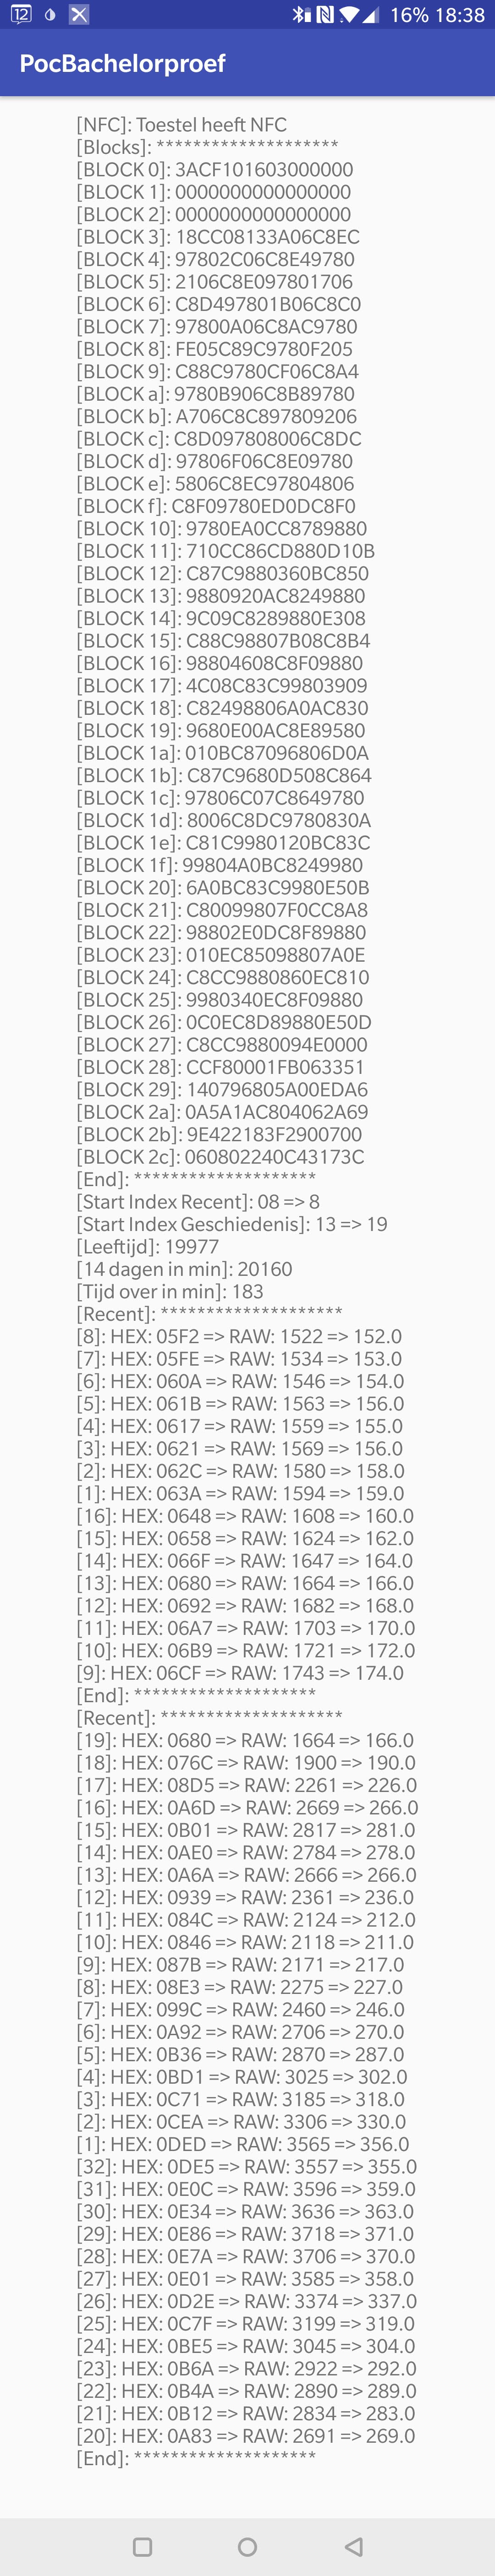 12 16% 18:38
PocBachelorproef
[NFC]: Toestel heeft NFC
[Blocks]: ********************
[BLOCK 0]: 3ACF101603000000
[BLOCK 1]: 0000000000000000
[BLOCK 2]: 0000000000000000
[BLOCK 3]: 18CC08133A06C8EC
[BLOCK 4]: 97802C06C8E49780
[BLOCK 5]: 2106C8E097801706
[BLOCK 6]: C8D497801B06C8C0
[BLOCK 7]: 97800A06C8AC9780
[BLOCK 8]: FE05C89C9780F205
[BLOCK 9]: C88C9780CF06C8A4
[BLOCK a]: 9780B906C8B89780
[BLOCK b]: A706C8C897809206
[BLOCK c]: C8D097808006C8DC
[BLOCK d]: 97806F06C8E09780
[BLOCK e]: 5806C8EC97804806
[BLOCK f]: C8F09780ED0DC8F0
[BLOCK 10]: 9780EA0CC8789880
[BLOCK 11]: 710CC86CD880D10B
[BLOCK 12]: C87C9880360BC850
[BLOCK 13]: 9880920AC8249880
[BLOCK 14]: 9C09C8289880E308
[BLOCK 15]: C88C98807B08C8B4
[BLOCK 16]: 98804608C8F09880
[BLOCK 17]: 4C08C83C99803909
[BLOCK 18]: C82498806A0AC830
[BLOCK 19]: 9680E00AC8E89580
[BLOCK 1a]: 010BC87096806D0A
[BLOCK 1b]: C87C9680D508C864
[BLOCK 1c]: 97806C07C8649780
[BLOCK 1d]: 8006C8DC9780830A
[BLOCK 1e]: C81C9980120BC83C
[BLOCK 1f]: 99804A0BC8249980
[BLOCK 20]: 6A0BC83C9980E50B
[BLOCK 21]: C80099807F0CC8A8
[BLOCK 22]: 98802E0DC8F89880
[BLOCK 23]: 010EC85098807A0E
[BLOCK 24]: C8CC9880860EC810
[BLOCK 25]: 9980340EC8F09880
[BLOCK 26]: 0C0EC8D89880E50D
[BLOCK 27]: C8CC9880094E0000
[BLOCK 28]: CCF80001FB063351
[BLOCK 29]: 140796805A00EDA6
[BLOCK 2a]: 0A5A1AC804062A69
[BLOCK 2b]: 9E422183F2900700
[BLOCK 2c]: 060802240C43173C
[End]: ********************
[Start Index Recent]: 08 => 8
[Start Index Geschiedenis]: 13 => 19
[Leeftijd]: 19977
[14 dagen in min]: 20160
[Tijd over in min]: 183
[Recent]: ********************
[8]: HEX: 05F2 => RAW: 1522 => 152.0
[7]: HEX: 05FE => RAW: 1534 => 153.0
[6]: HEX: 060A => RAW: 1546 => 154.0
[5]: HEX: 061B => RAW: 1563 => 156.0
[4]: HEX: 0617 => RAW: 1559 => 155.0
[3]: HEX: 0621 => RAW: 1569 => 156.0
[2]: HEX: 062C => RAW: 1580 => 158.0
[1]: HEX: 063A => RAW: 1594 => 159.0
[16]: HEX: 0648 => RAW: 1608 => 160.0
[15]: HEX: 0658 => RAW: 1624 => 162.0
[14]: HEX: 066F => RAW: 1647 => 164.0
[13]: HEX: 0680 => RAW: 1664 => 166.0
[12]: HEX: 0692 => RAW: 1682 => 168.0
[11]: HEX: 06A7 => RAW: 1703 => 170.0
[10]: HEX: 06B9 => RAW: 1721 => 172.0
[9]: HEX: 06CF => RAW: 1743 => 174.0
[End]: ********************
[Recent]: ********************
[19]: HEX: 0680 => RAW: 1664 => 166.0
[18]: HEX: 076C => RAW: 1900 => 190.0
[17]: HEX: 08D5 => RAW: 2261 => 226.0
[16]: HEX: 0A6D => RAW: 2669 => 266.0
[15]: HEX: 0B01 => RAW: 2817 => 281.0
[14]: HEX: 0AE0 => RAW: 2784 => 278.0
[13]: HEX: 0A6A => RAW: 2666 => 266.0
[12]: HEX: 0939 => RAW: 2361 => 236.0
[11]: HEX: 084C => RAW: 2124 => 212.0
[10]: HEX: 0846 => RAW: 2118 => 211.0
[9]: HEX: 087B => RAW: 2171 => 217.0
[8]: HEX: 08E3 => RAW: 2275 => 227.0
[7]: HEX: 099C => RAW: 2460 => 246.0
[6]: HEX: 0A92 => RAW: 2706 => 270.0
[5]: HEX: 0B36 => RAW: 2870 => 287.0
[4]: HEX: 0BD1 => RAW: 3025 => 302.0
[3]: HEX: 0C71 => RAW: 3185 => 318.0
[2]: HEX: 0CEA => RAW: 3306 => 330.0
[1]: HEX: 0DED => RAW: 3565 => 356.0
[32]: HEX: 0DE5 => RAW: 3557 => 355.0
[31]: HEX: 0E0C => RAW: 3596 => 359.0
[30]: HEX: 0E34 => RAW: 3636 => 363.0
[29]: HEX: 0E86 => RAW: 3718 => 371.0
[28]: HEX: 0E7A => RAW: 3706 => 370.0
[27]: HEX: 0E01 => RAW: 3585 => 358.0
[26]: HEX: 0D2E => RAW: 3374 => 337.0
[25]: HEX: 0C7F => RAW: 3199 => 319.0
[24]: HEX: 0BE5 => RAW: 3045 => 304.0
[23]: HEX: 0B6A => RAW: 2922 => 292.0
[22]: HEX: 0B4A => RAW: 2890 => 289.0
[21]: HEX: 0B12 => RAW: 2834 => 283.0
[20]: HEX: 0A83 => RAW: 2691 => 269.0
[End]: ********************